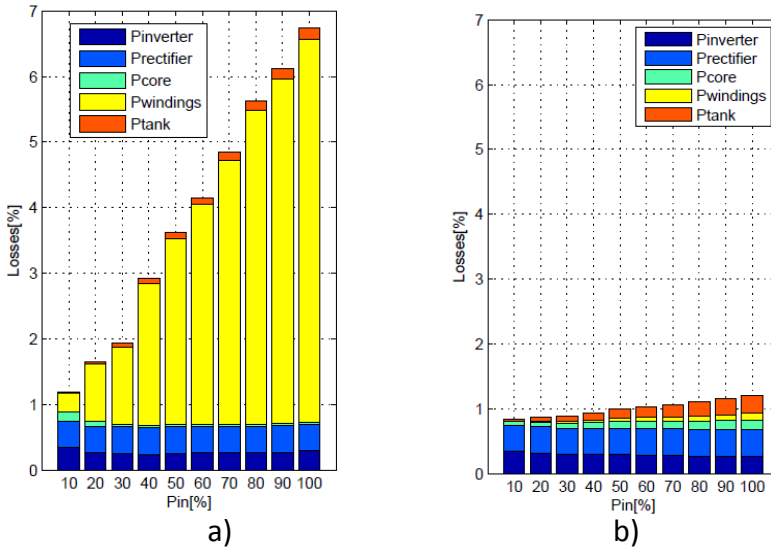 7
6
5
4
3
2
1
0
Losses[%]
Pinverter
Prectifier
Pcore
Pwindings
Ptank
10 20 30 40 50 60 70 80 90 100
Pin[%]
a)
7
6
5
4
3
2
1
0
Losses[%]
Pinverter
Prectifier
Pcore
Pwindings
Ptank
10 20 30 40 50 60 70 80 90 100
Pin[%]
b)